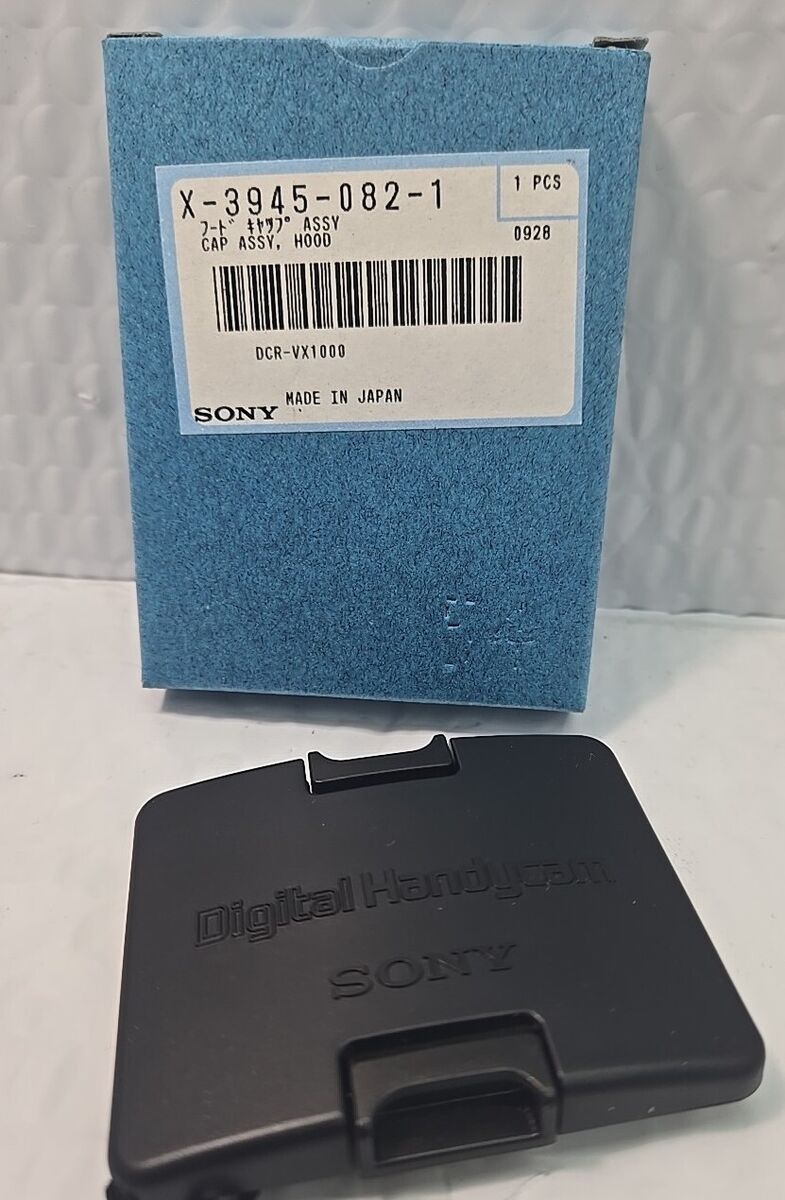 X-3945-082-1
1 PCS
ﾌｰﾄﾞ ｷｬｯﾌﾟ ASSY
CAP ASSY, HOOD
0928
DCR-VX1000
MADE IN JAPAN
SONY
Digital Handycam
SONY